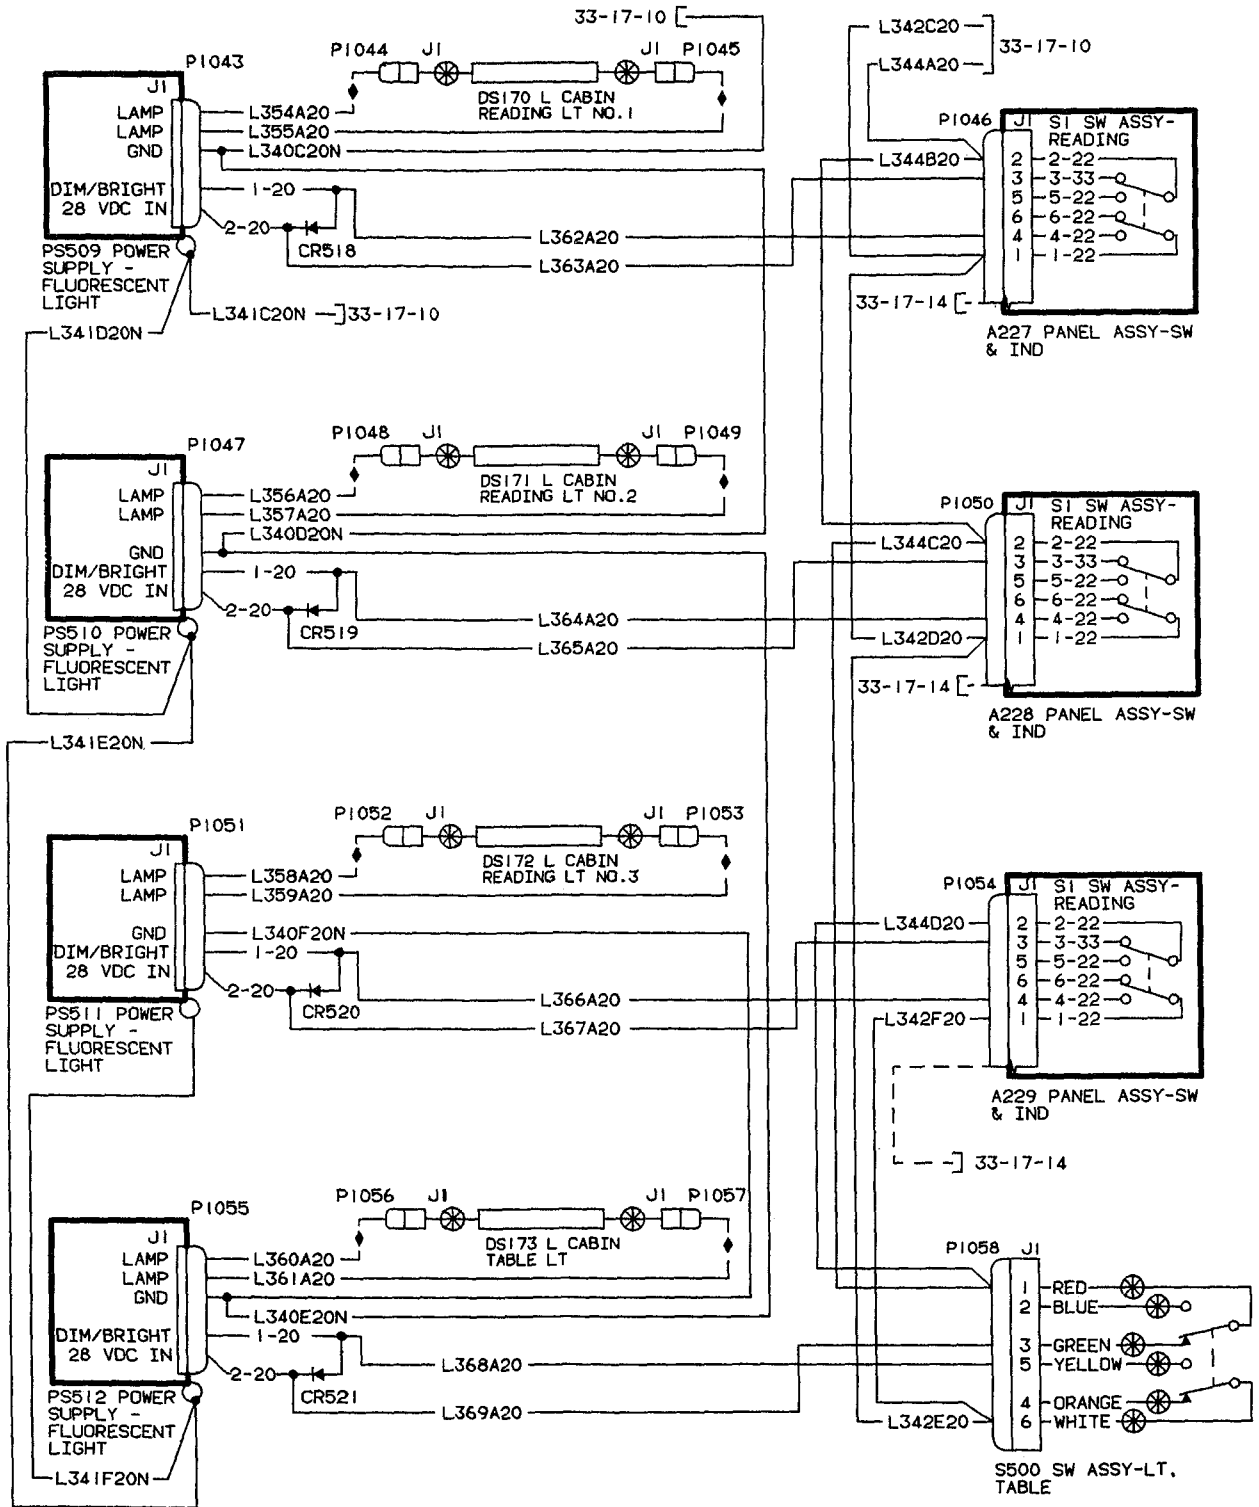 33-17-10
L342C20
33-17-10
L344A20
P1043
P1044
J1
J1
P1045
J1
DS170 L CABIN
READING LT NO.1
LAMP
L354A20
LAMP
L355A20
GND
L340C20N
DIM/BRIGHT
1-20
28 VDC IN
2-20
CR518
L362A20
L363A20
PS509 POWER
SUPPLY -
FLUORESCENT
LIGHT
L341C20N
33-17-10
L341D20N
P1046
J1
S1 SW ASSY-
READING
L344B20
2
2-22
3
3-33
5
5-22
6
6-22
4
4-22
1
1-22
33-17-14
A227 PANEL ASSY-SW
& IND
P1047
P1048
J1
J1
P1049
J1
DS171 L CABIN
READING LT NO.2
LAMP
L356A20
LAMP
L357A20
L340D20N
GND
DIM/BRIGHT
1-20
28 VDC IN
2-20
CR519
L364A20
L365A20
PS510 POWER
SUPPLY -
FLUORESCENT
LIGHT
L341E20N
P1050
J1
S1 SW ASSY-
READING
L344C20
2
2-22
3
3-33
5
5-22
6
6-22
4
4-22
L342D20
1
1-22
33-17-14
A228 PANEL ASSY-SW
& IND
P1051
P1052
J1
J1
P1053
J1
DS172 L CABIN
READING LT NO.3
LAMP
L358A20
LAMP
L359A20
GND
L340F20N
DIM/BRIGHT
1-20
28 VDC IN
2-20
CR520
L366A20
L367A20
PS511 POWER
SUPPLY -
FLUORESCENT
LIGHT
P1054
J1
S1 SW ASSY-
READING
L344D20
2
2-22
3
3-33
5
5-22
6
6-22
4
4-22
L342F20
1
1-22
A229 PANEL ASSY-SW
& IND
33-17-14
P1055
P1056
J1
J1
P1057
J1
DS173 L CABIN
TABLE LT
LAMP
L360A20
LAMP
L361A20
GND
L340E20N
DIM/BRIGHT
1-20
28 VDC IN
2-20
CR521
L368A20
L369A20
PS512 POWER
SUPPLY -
FLUORESCENT
LIGHT
L341F20N
P1058
J1
1
RED
2
BLUE
3
GREEN
5
YELLOW
4
ORANGE
L342E20
6
WHITE
S500 SW ASSY-LT,
TABLE